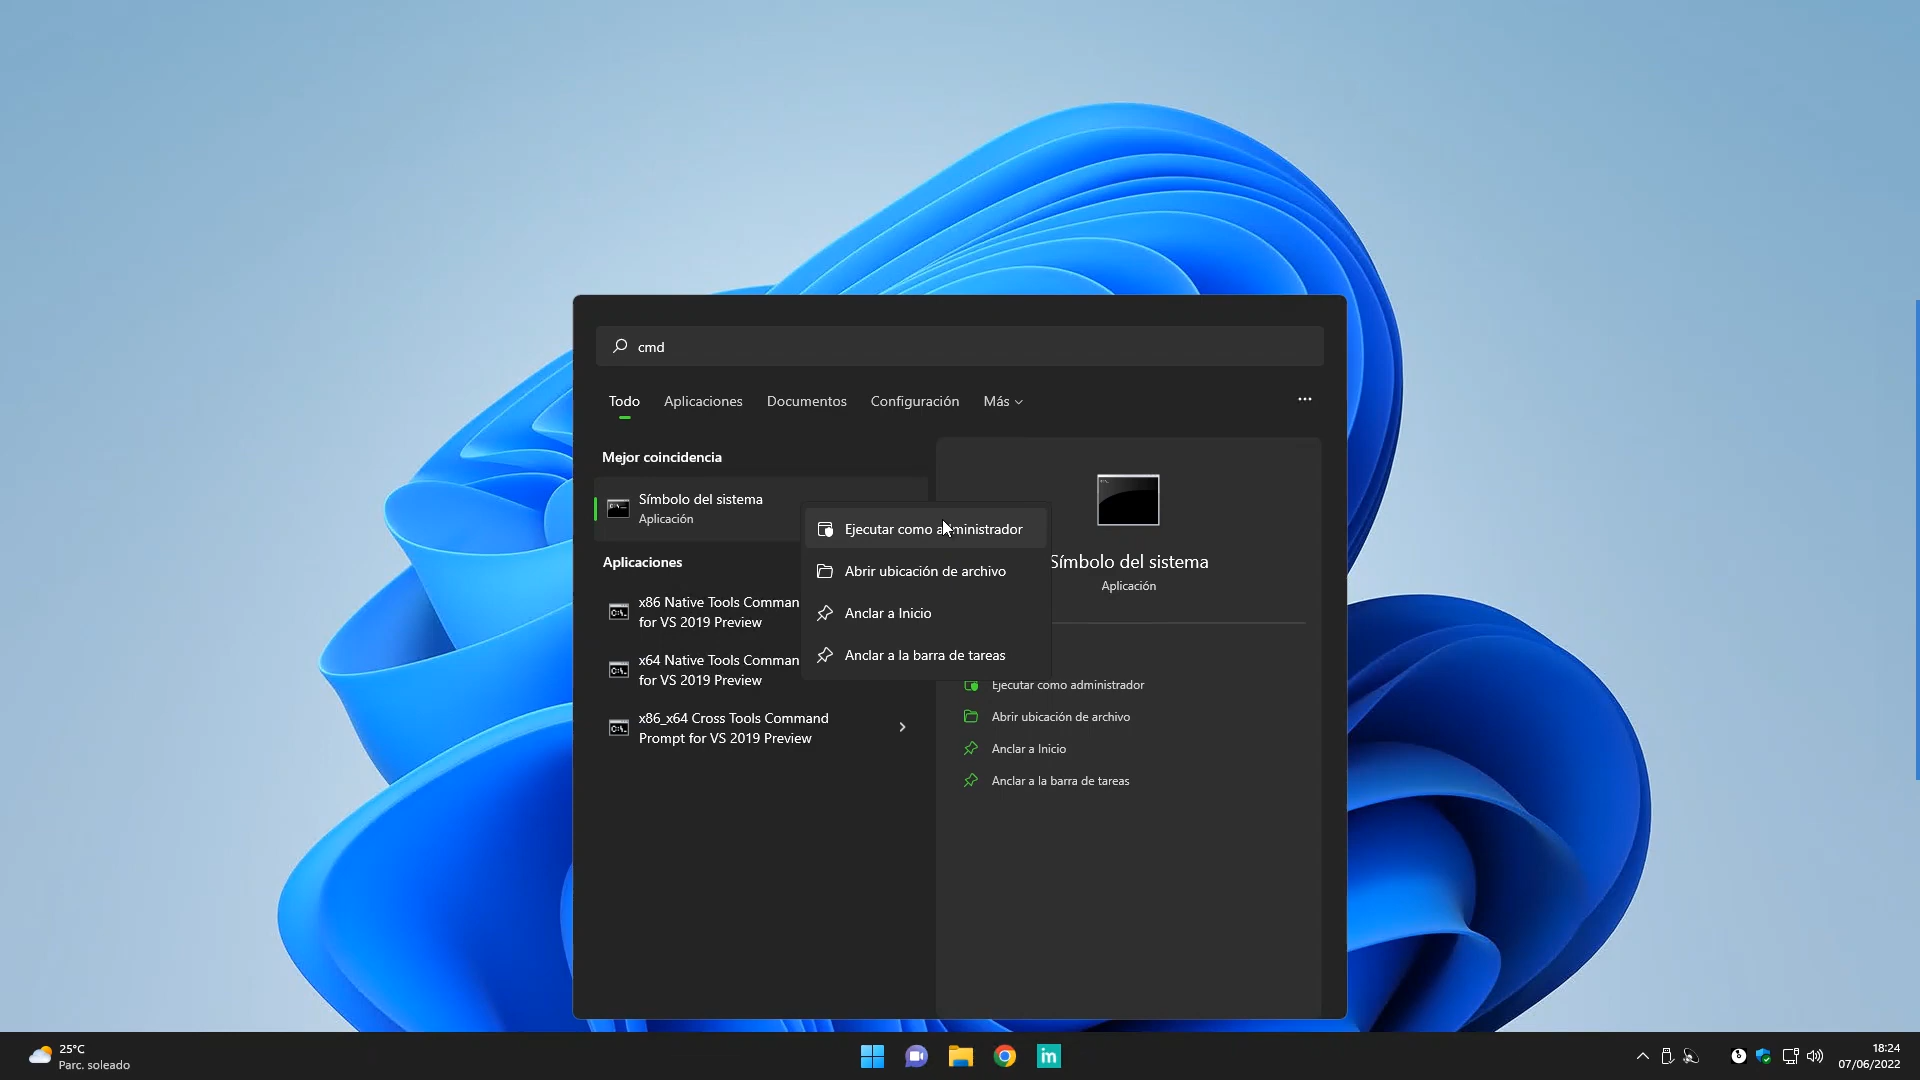 cmd
Todo
Aplicaciones
Documentos
Configuración
Más
Mejor coincidencia
Símbolo del sistema
Aplicación
Ejecutar como administrador
Abrir ubicación de archivo
Anclar a Inicio
Anclar a la barra de tareas
Aplicaciones
x86 Native Tools Comman
for VS 2019 Preview
x64 Native Tools Comman
for VS 2019 Preview
x86_x64 Cross Tools Command
Prompt for VS 2019 Preview
Símbolo del sistema
Aplicación
Ejecutar como administrador
Abrir ubicación de archivo
Anclar a Inicio
Anclar a la barra de tareas
25°C
Parc. soleado
in
18:24
07/06/2022